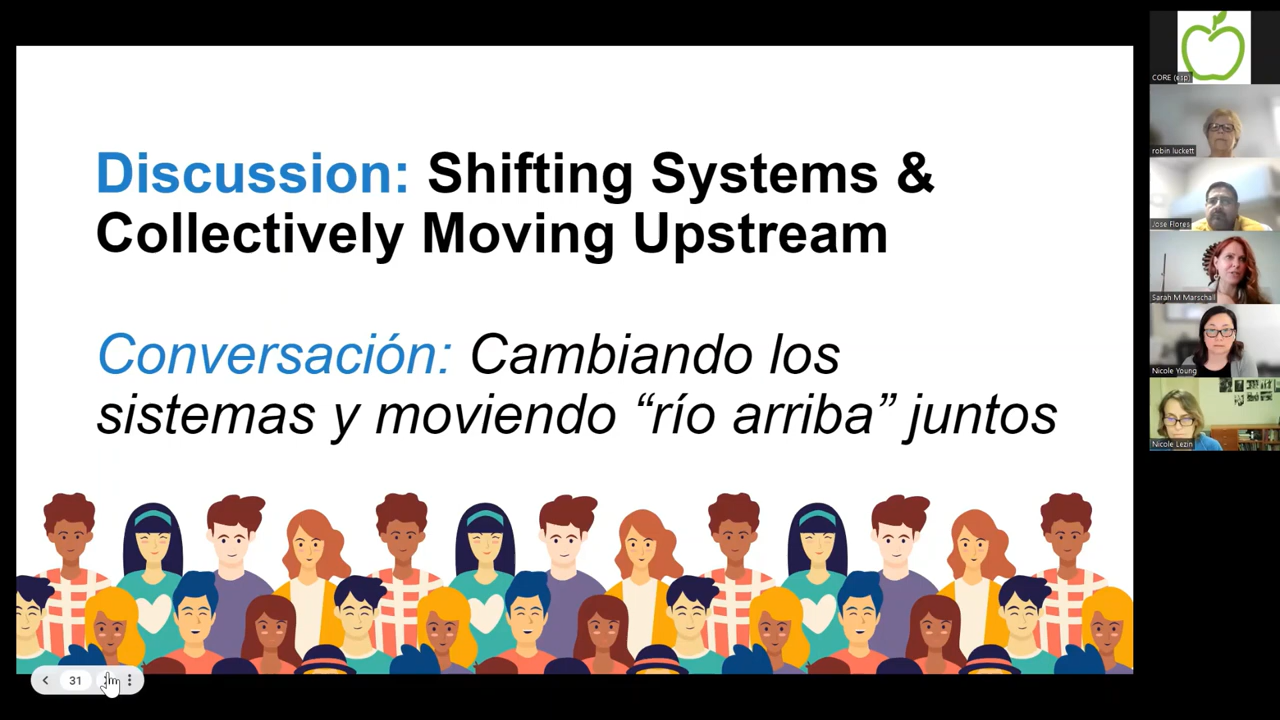 Discussion: Shifting Systems &
Collectively Moving Upstream
Conversación: Cambiando los
sistemas y moviendo “río arriba” juntos
31
CORE (esp)
robin luckett
Jose Flores
Sarah M Marschall
Nicole Young
Nicole Lezin